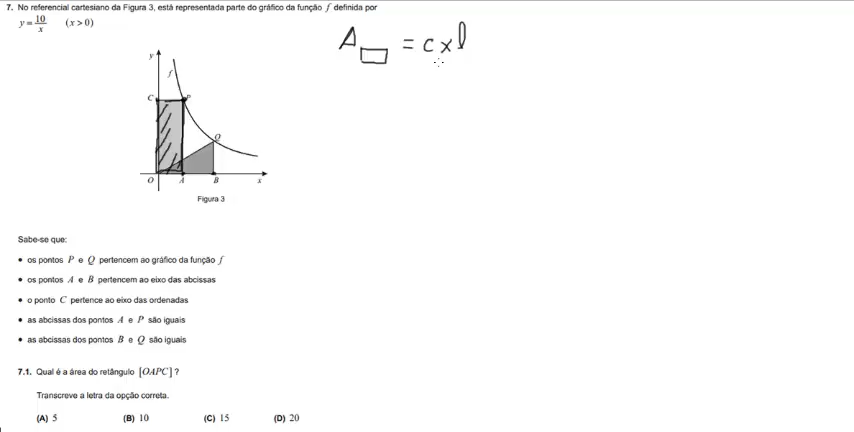 7. No referencial cartesiano da Figura 3, está representada parte do gráfico da função f definida por
y = 10/x (x > 0)
A▭ = c x l
y
f
C P
Q
O A B x
Figura 3
Sabe-se que:
• os pontos P e Q pertencem ao gráfico da função f
• os pontos A e B pertencem ao eixo das abcissas
• o ponto C pertence ao eixo das ordenadas
• as abcissas dos pontos A e P são iguais
• as abcissas dos pontos B e Q são iguais
7.1. Qual é a área do retângulo [OAPC] ?
Transcreve a letra da opção correta.
(A) 5 (B) 10 (C) 15 (D) 20